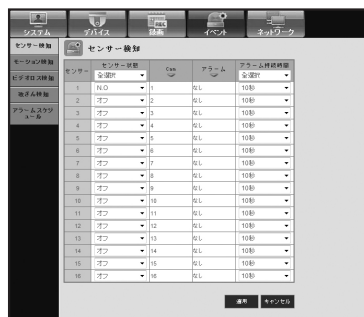 システム デバイス 録画 イベント ネットワーク
REC
センサー検知
モーション検知
ビデオロス検知
改ざん検知
アラームスケジュール
センサー検知
センサー センサー状態 Cam アラーム アラーム持続時間
全選択 全選択
1 N.O 1 なし 10秒
2 オフ 2 なし 10秒
3 オフ 3 なし 10秒
4 オフ 4 なし 10秒
5 オフ 5 なし 10秒
6 オフ 6 なし 10秒
7 オフ 7 なし 10秒
8 オフ 8 なし 10秒
9 オフ 9 なし 10秒
10 オフ 10 なし 10秒
11 オフ 11 なし 10秒
12 オフ 12 なし 10秒
13 オフ 13 なし 10秒
14 オフ 14 なし 10秒
15 オフ 15 なし 10秒
16 オフ 16 なし 10秒
適用 キャンセル